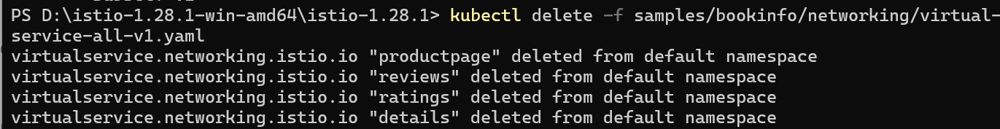 PS D:\istio-1.28.1-win-amd64\istio-1.28.1> kubectl delete -f samples/bookinfo/networking/virtual-
service-all-v1.yaml
virtualservice.networking.istio.io "productpage" deleted from default namespace
virtualservice.networking.istio.io "reviews" deleted from default namespace
virtualservice.networking.istio.io "ratings" deleted from default namespace
virtualservice.networking.istio.io "details" deleted from default namespace